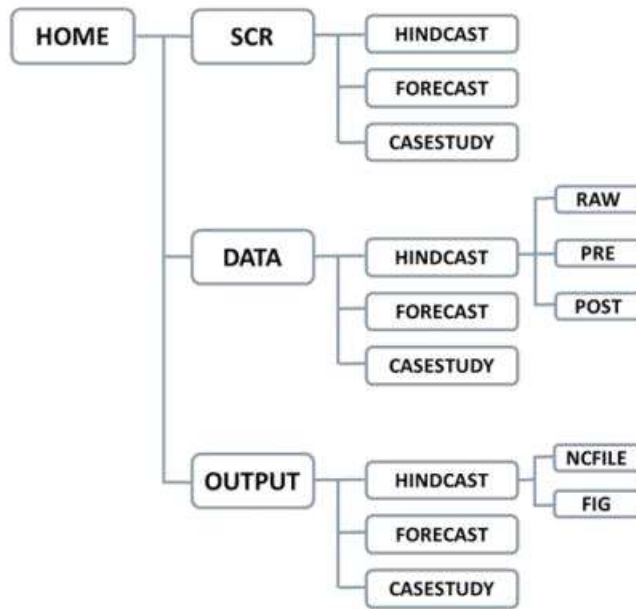 HOME
SCR
HINDCAST
FORECAST
CASESTUDY
DATA
HINDCAST
RAW
PRE
POST
FORECAST
CASESTUDY
OUTPUT
HINDCAST
NCFILE
FIG
FORECAST
CASESTUDY